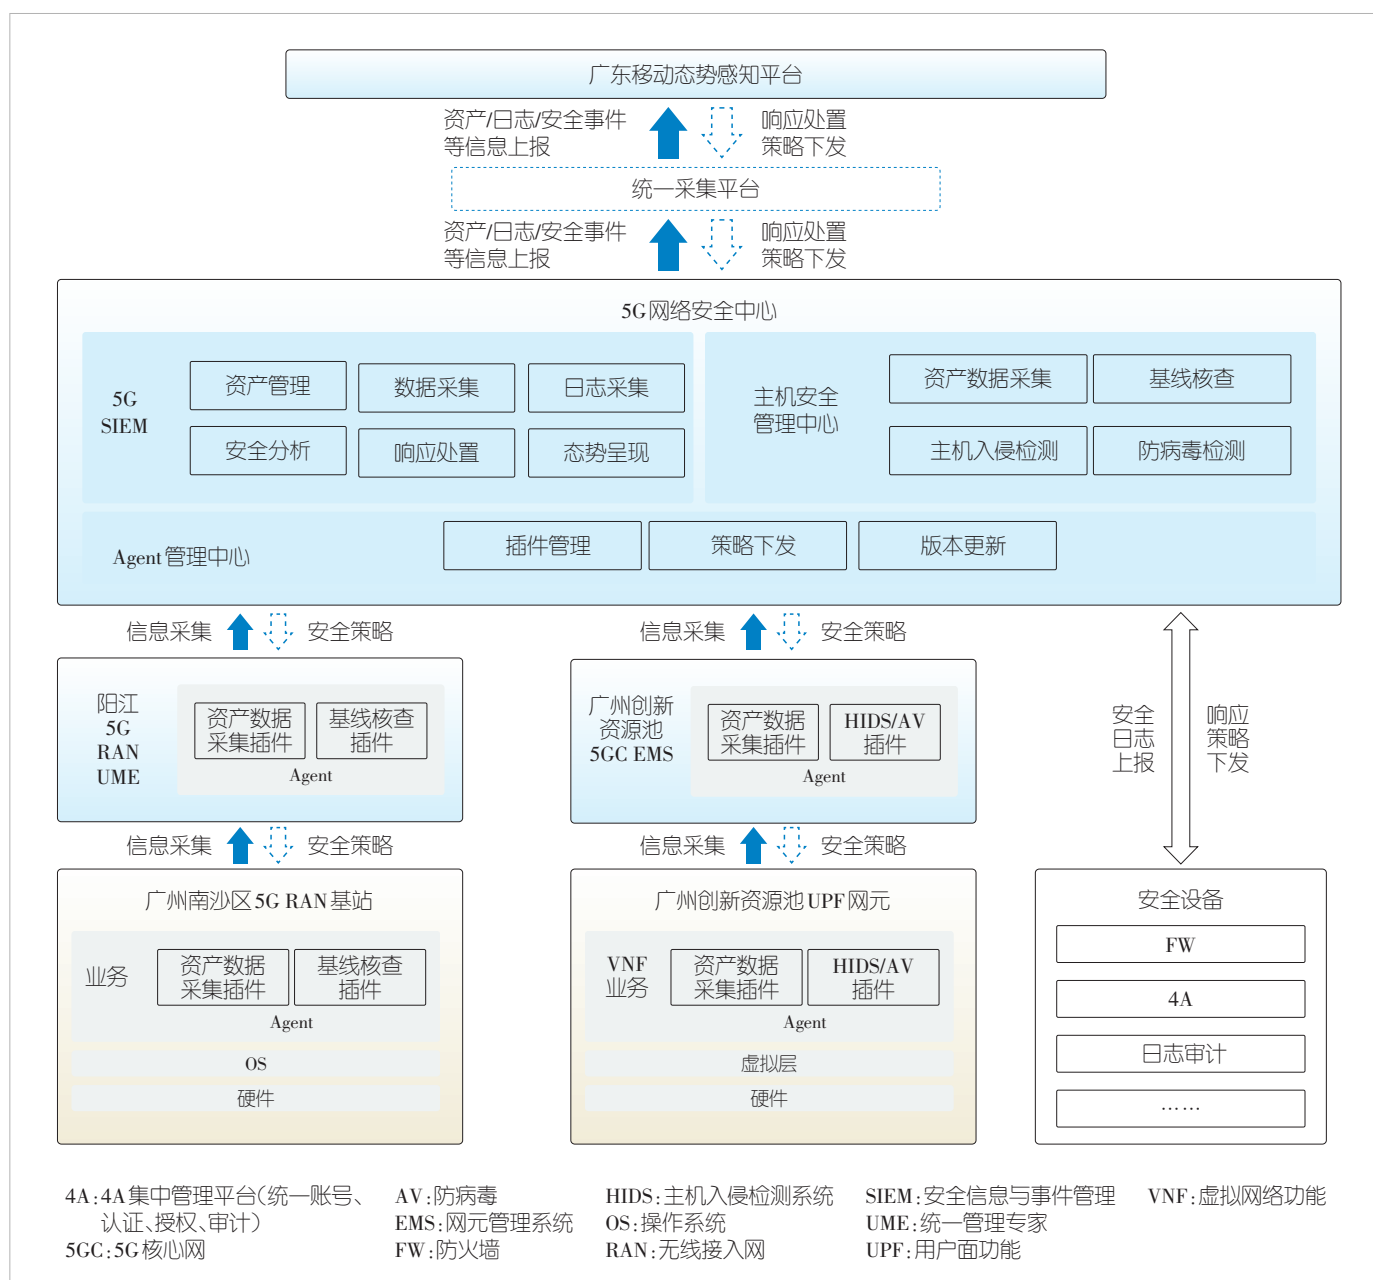 广东移动态势感知平台
资产/日志/安全事件
等信息上报
响应处置
策略下发
统一采集平台
资产/日志/安全事件
等信息上报
响应处置
策略下发
5G网络安全中心
5G
SIEM
资产管理
数据采集
日志采集
安全分析
响应处置
态势呈现
主机安全
管理中心
资产数据采集
基线核查
主机入侵检测
防病毒检测
Agent管理中心
插件管理
策略下发
版本更新
信息采集
安全策略
信息采集
安全策略
阳江
5G
RAN
UME
资产数据
采集插件
基线核查
插件
Agent
广州创新
资源池
5GC EMS
资产数据
采集插件
HIDS/AV
插件
Agent
安全
日志
上报
响应
策略
下发
信息采集
安全策略
信息采集
安全策略
广州南沙区5G RAN基站
业务
资产数据
采集插件
基线核查
插件
Agent
OS
硬件
广州创新资源池UPF网元
VNF
业务
资产数据
采集插件
HIDS/AV
插件
Agent
虚拟层
硬件
安全设备
FW
4A
日志审计
……
4A:4A集中管理平台(统一账号、
认证、授权、审计)
5GC:5G核心网
AV:防病毒
EMS:网元管理系统
FW:防火墙
HIDS:主机入侵检测系统
OS:操作系统
RAN:无线接入网
SIEM:安全信息与事件管理
UME:统一管理专家
UPF:用户面功能
VNF:虚拟网络功能